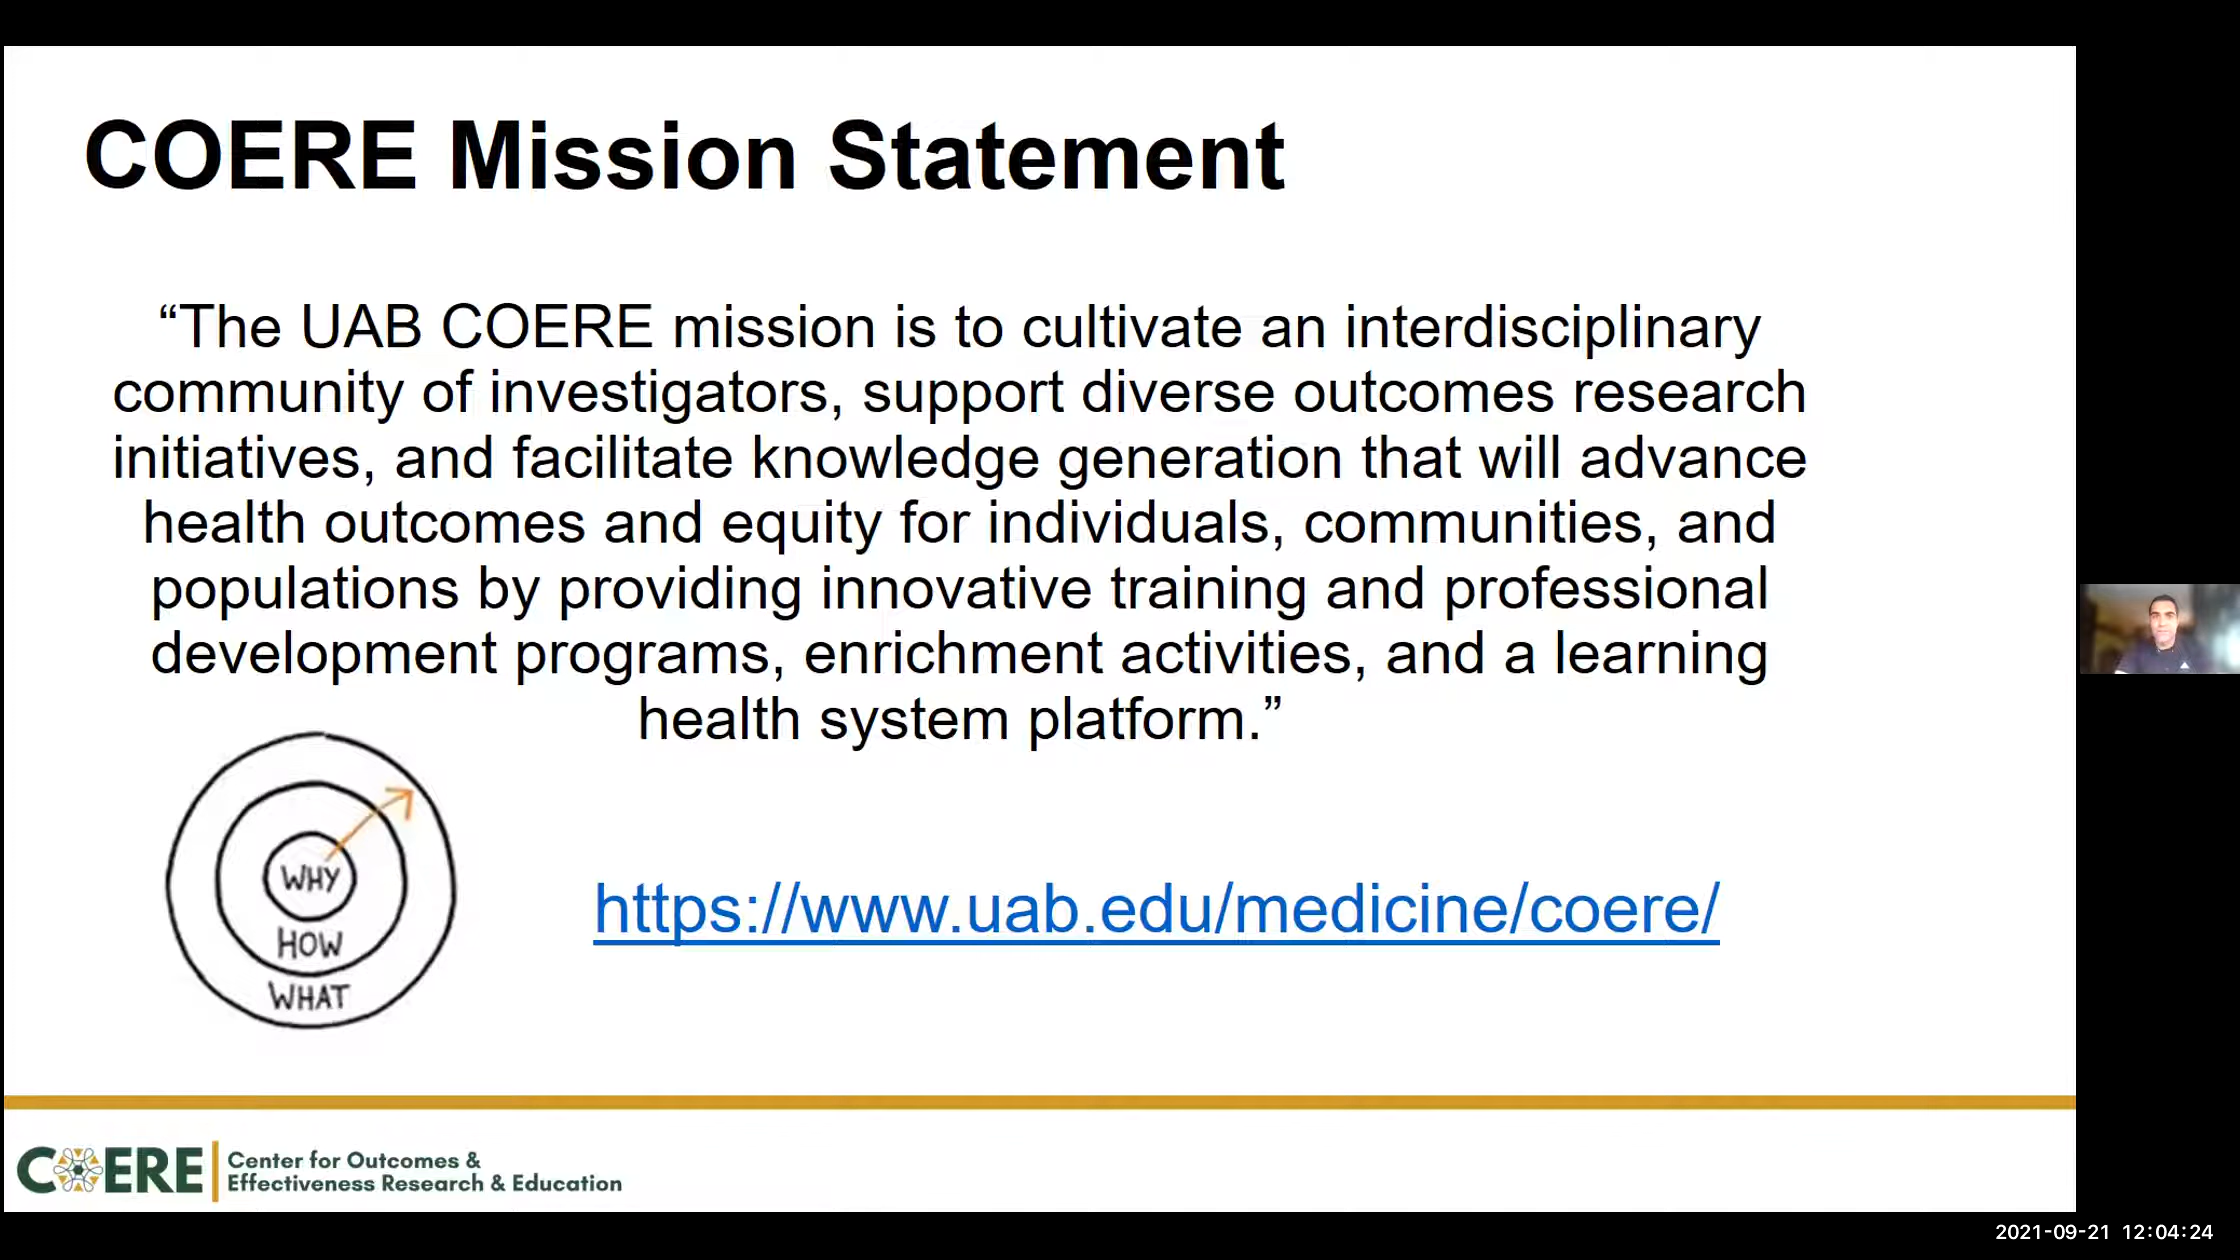 COERE Mission Statement
“The UAB COERE mission is to cultivate an interdisciplinary
community of investigators, support diverse outcomes research
initiatives, and facilitate knowledge generation that will advance
health outcomes and equity for individuals, communities, and
populations by providing innovative training and professional
development programs, enrichment activities, and a learning
health system platform.”
WHY
HOW
WHAT
https://www.uab.edu/medicine/coere/
COERE
Center for Outcomes &
Effectiveness Research & Education
2021-09-21 12:04:24